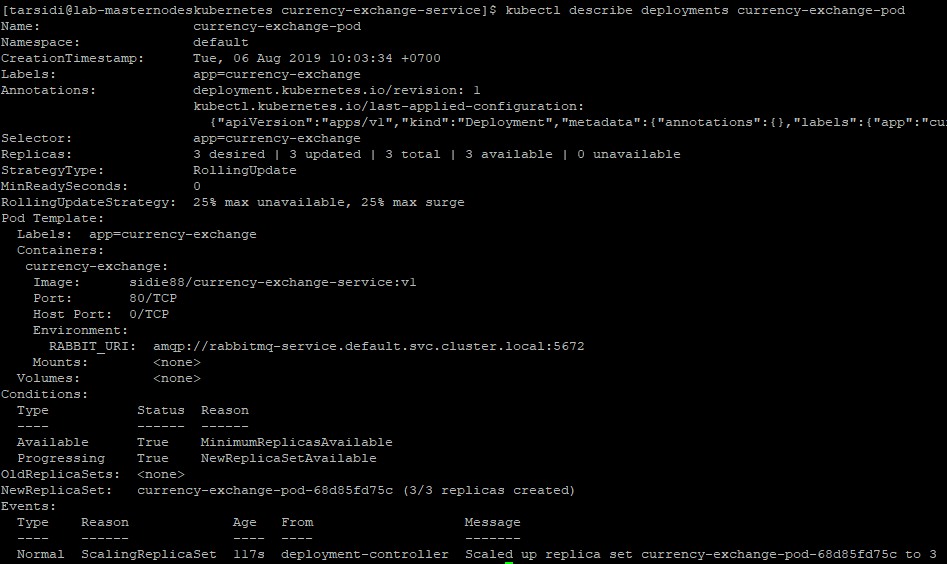 [tarsidi@lab-masternodeskubernetes currency-exchange-service]$ kubectl describe deployments currency-exchange-pod
Name:                   currency-exchange-pod
Namespace:              default
CreationTimestamp:      Tue, 06 Aug 2019 10:03:34 +0700
Labels:                 app=currency-exchange
Annotations:            deployment.kubernetes.io/revision: 1
                        kubectl.kubernetes.io/last-applied-configuration:
                          {"apiVersion":"apps/v1","kind":"Deployment","metadata":{"annotations":{},"labels":{"app":"cu
Selector:               app=currency-exchange
Replicas:               3 desired | 3 updated | 3 total | 3 available | 0 unavailable
StrategyType:           RollingUpdate
MinReadySeconds:        0
RollingUpdateStrategy:  25% max unavailable, 25% max surge
Pod Template:
  Labels:  app=currency-exchange
  Containers:
   currency-exchange:
    Image:      sidie88/currency-exchange-service:v1
    Port:       80/TCP
    Host Port:  0/TCP
    Environment:
      RABBIT_URI:  amqp://rabbitmq-service.default.svc.cluster.local:5672
    Mounts:        <none>
  Volumes:         <none>
Conditions:
  Type           Status  Reason
  ----           ------  ------
  Available      True    MinimumReplicasAvailable
  Progressing    True    NewReplicaSetAvailable
OldReplicaSets:  <none>
NewReplicaSet:   currency-exchange-pod-68d85fd75c (3/3 replicas created)
Events:
  Type    Reason             Age   From                   Message
  ----    ------             ----  ----                   -------
  Normal  ScalingReplicaSet  117s  deployment-controller  Scaled up replica set currency-exchange-pod-68d85fd75c to 3